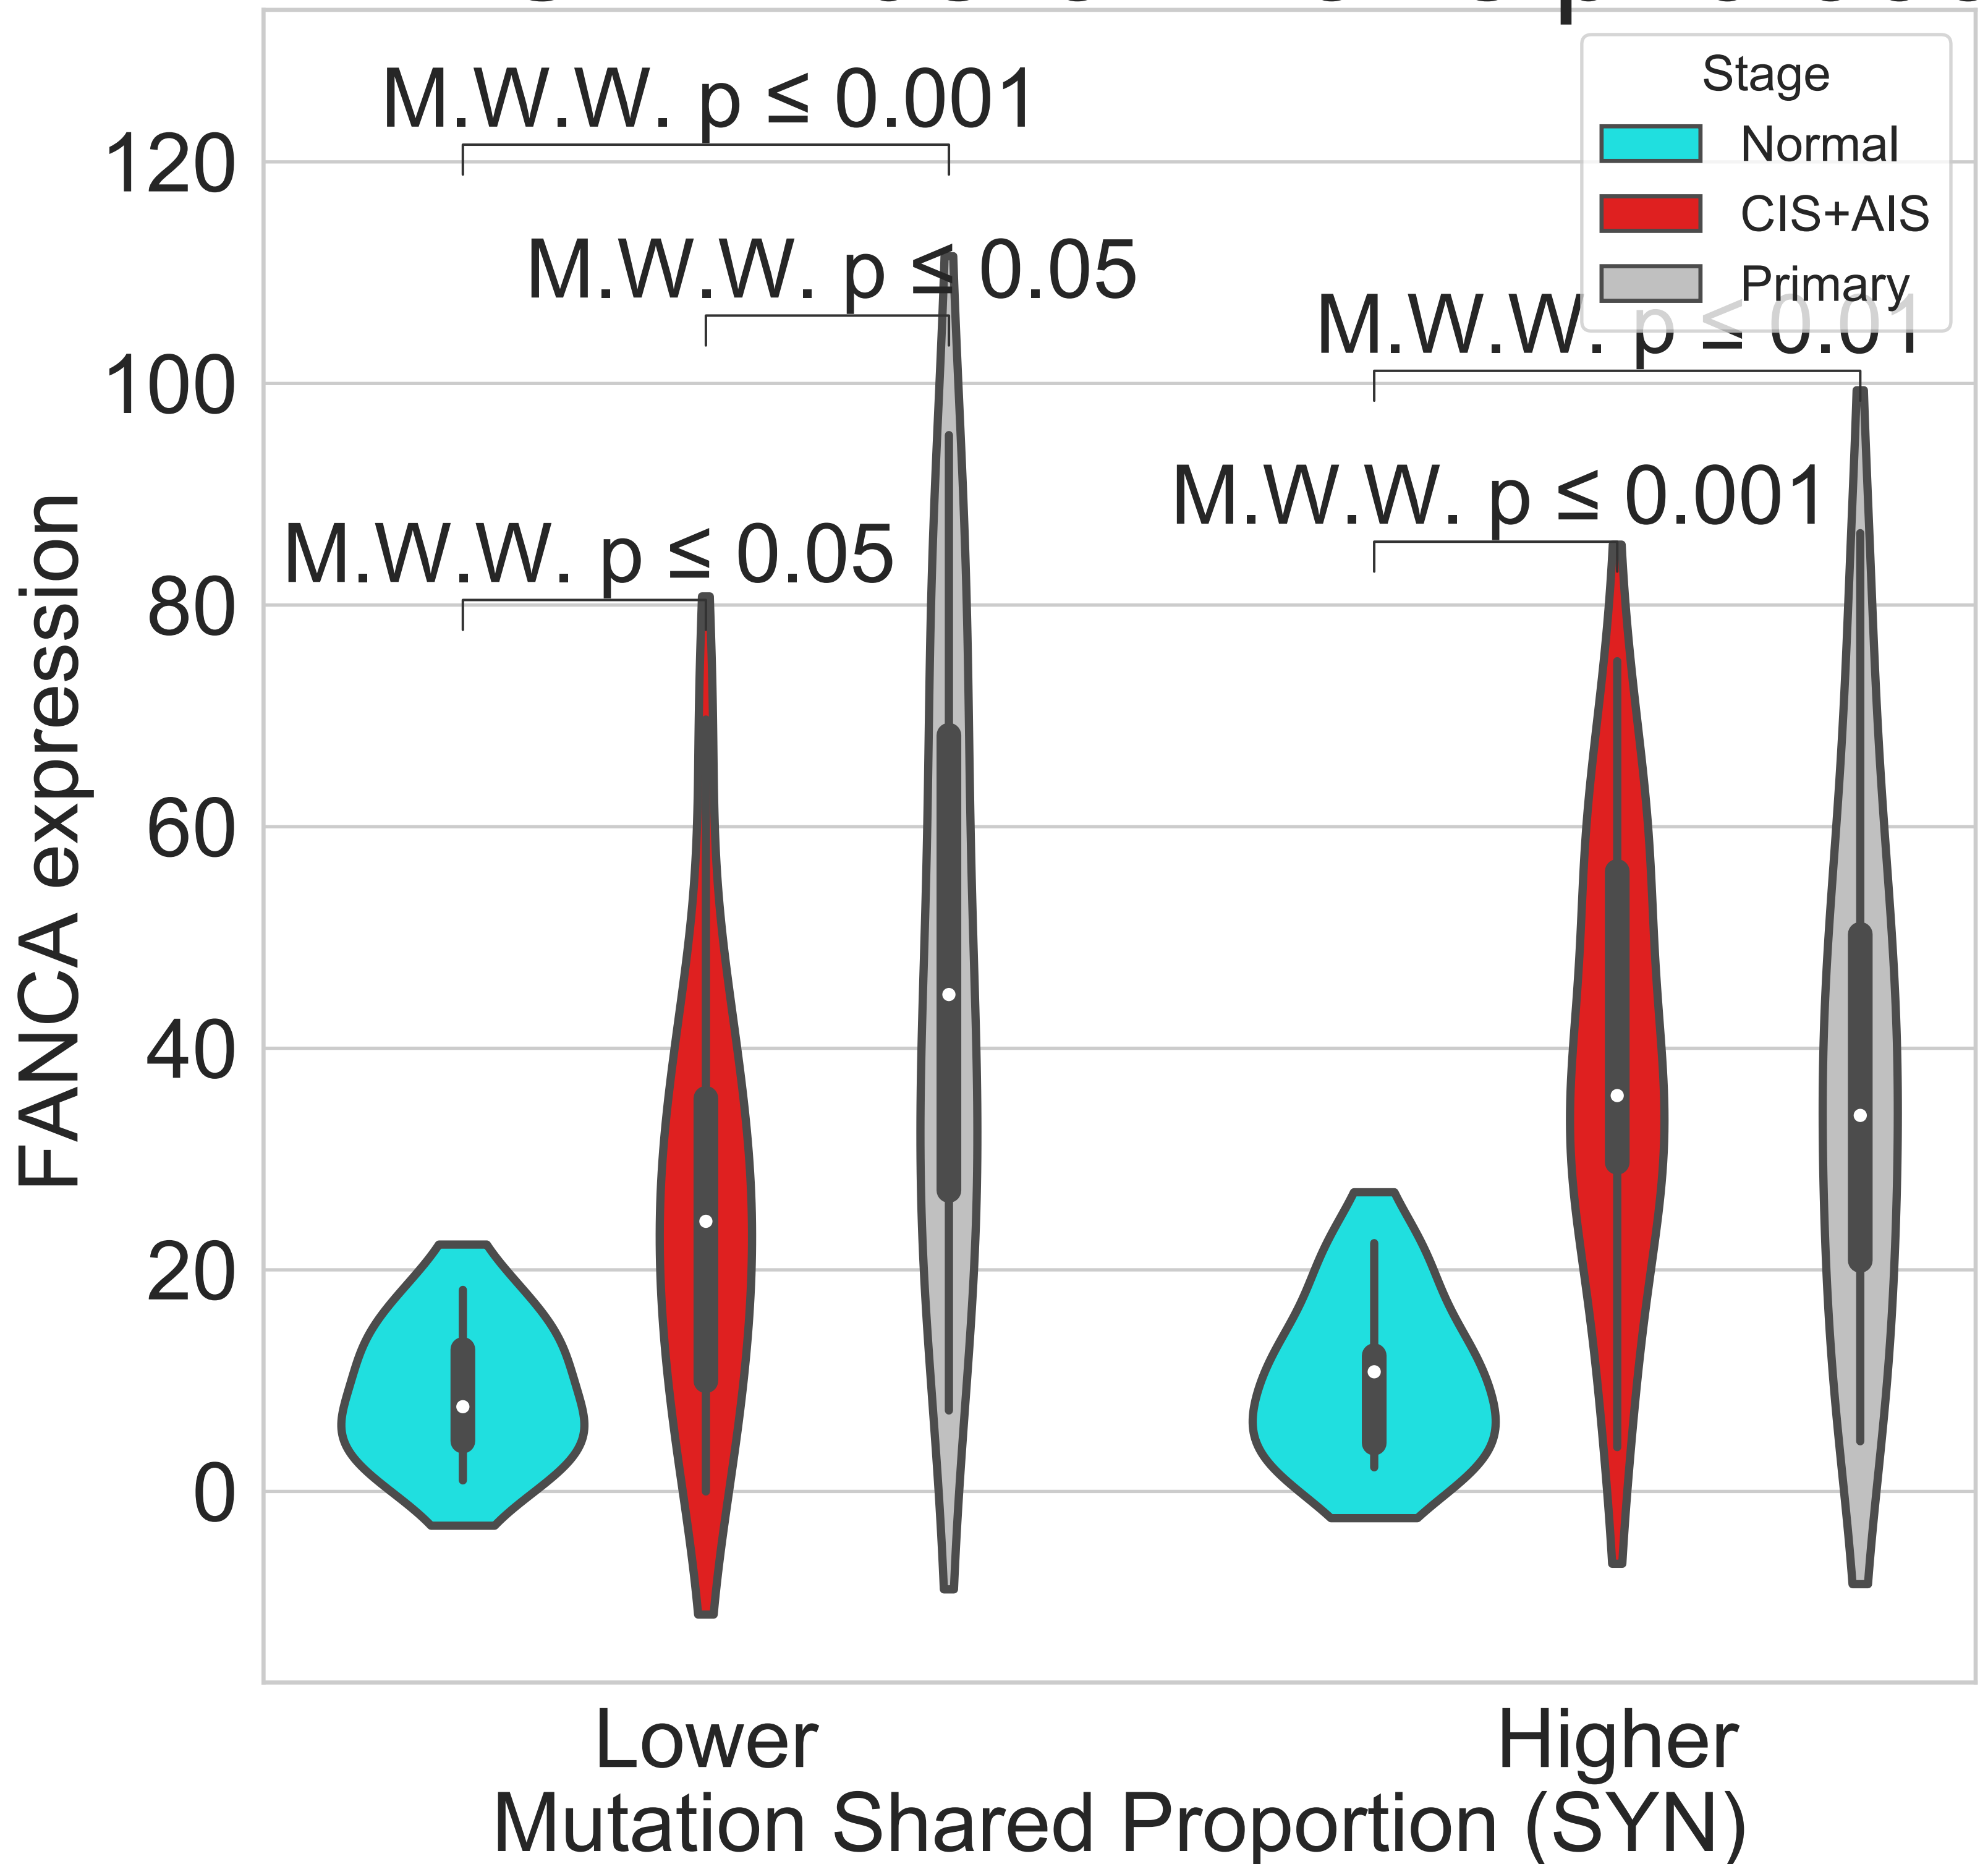 M.W.W. p ≤ 0.001
Stage
Normal
CIS+AIS
Primary
120
M.W.W. p ≤ 0.05
M.W.W. p ≤ 0.01
100
M.W.W. p ≤ 0.001
M.W.W. p ≤ 0.05
80
60
40
20
0
FANCA expression
Lower
Higher
Mutation Shared Proportion (SYN)